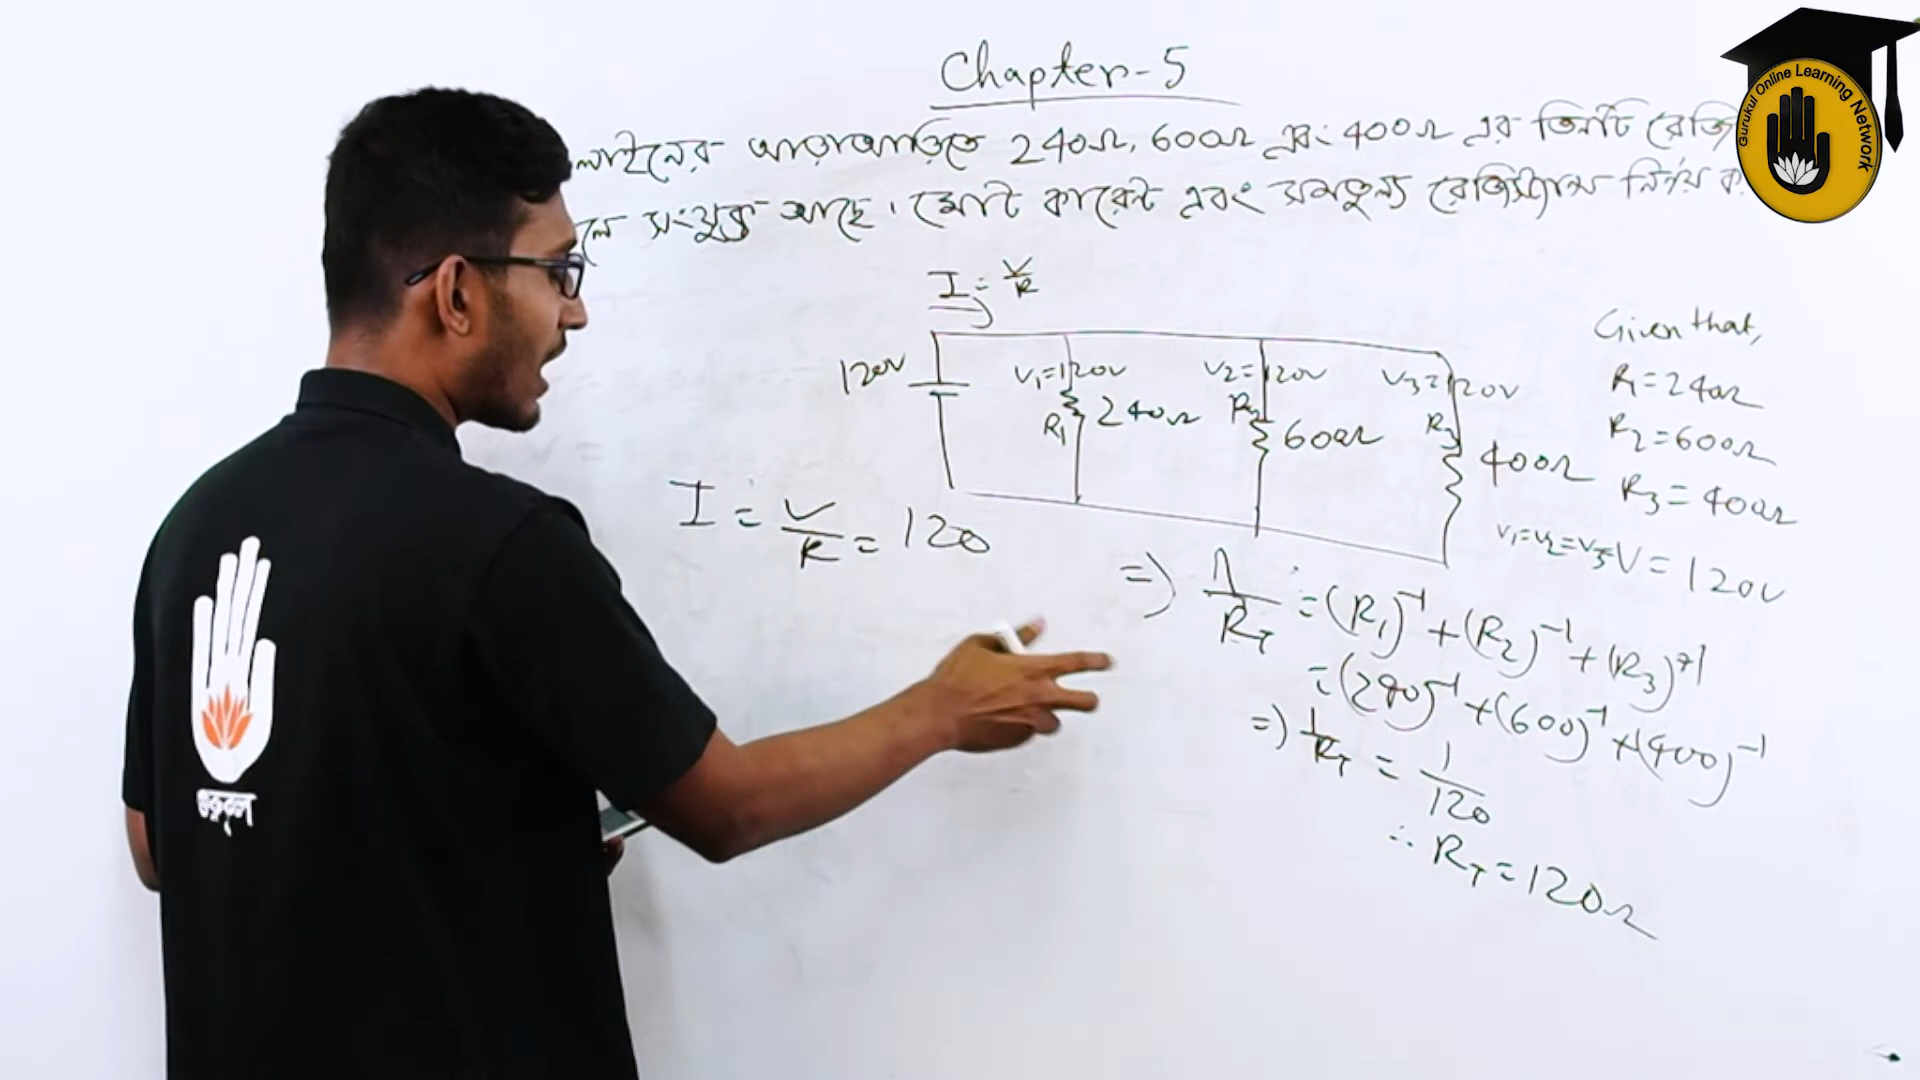 Chapter-5
লাইনের আড়াআড়িতে 240Ω, 600Ω এবং 400Ω এর তিনটি রেজি
লে সংযুক্ত আছে। মোট কারেন্ট এবং সমতুল্য রেজিস্ট্যান্স নির্ণয় ক
Gurukul Online Learning Network
I = V/R
120V
V1=120V
R1
240Ω
V2=120V
R2
600Ω
V3=120V
R3
400Ω
Given that,
R1=240Ω
R2=600Ω
R3=400Ω
V1=V2=V3=V=120V
I = V/R = 120
=> 1/RT = (R1)^-1 + (R2)^-1 + (R3)^-1
= (240)^-1 + (600)^-1 + (400)^-1
=> 1/RT = 1/120
∴ RT = 120Ω
গুরুকুল